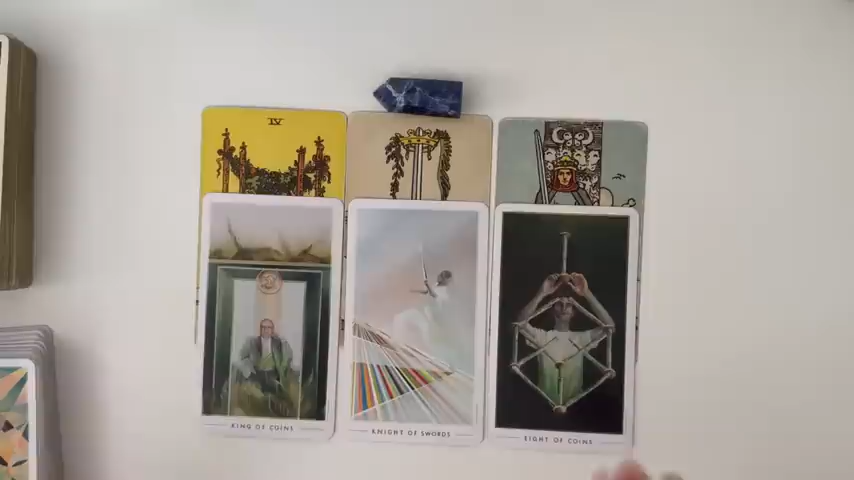 IV
KING OF COINS
KNIGHT OF SWORDS
EIGHT OF COINS